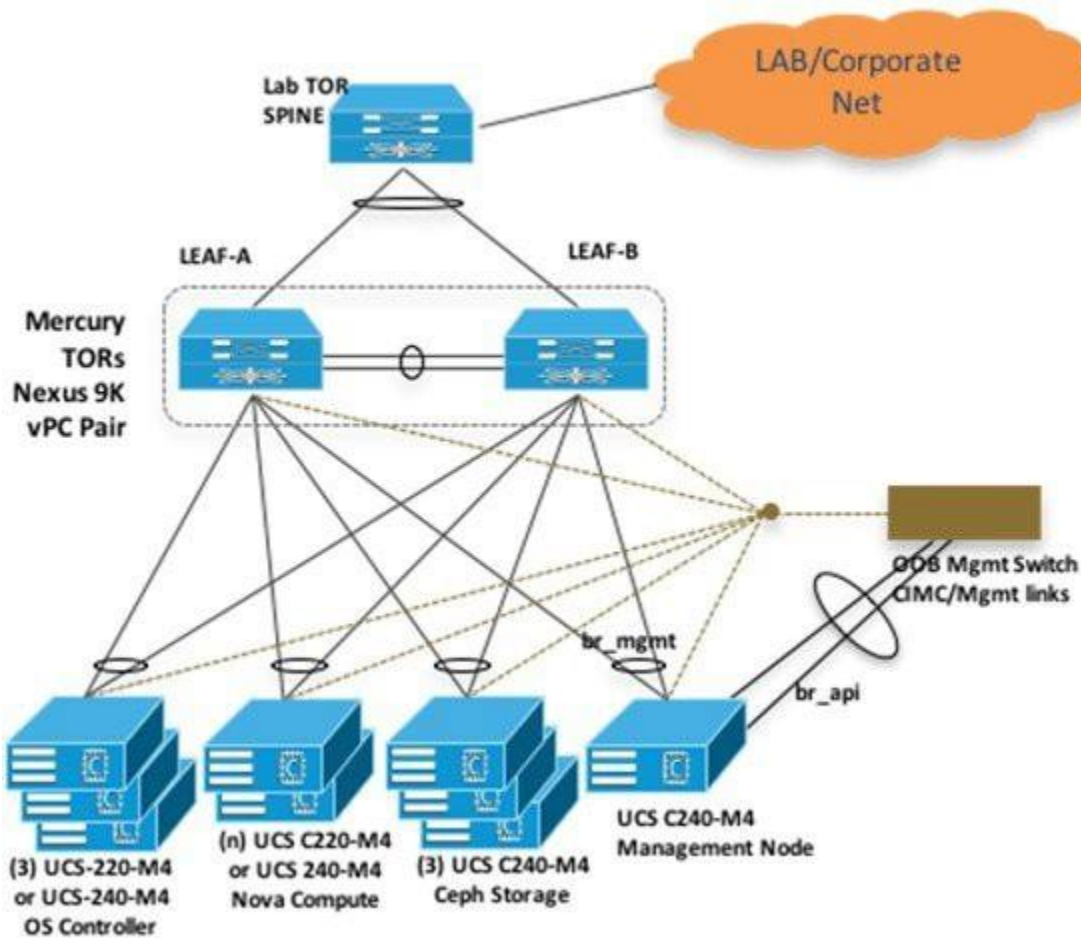 LAB/Corporate
Net
Lab TOR
SPINE
LEAF-A
LEAF-B
Mercury
TORs
Nexus 9K
vPC Pair
OOB Mgmt Switch
CIMC/Mgmt links
br_mgmt
br_api
(3) UCS-220-M4
or UCS-240-M4
OS Controller
(n) UCS C220-M4
or UCS 240-M4
Nova Compute
(3) UCS C240-M4
Ceph Storage
UCS C240-M4
Management Node